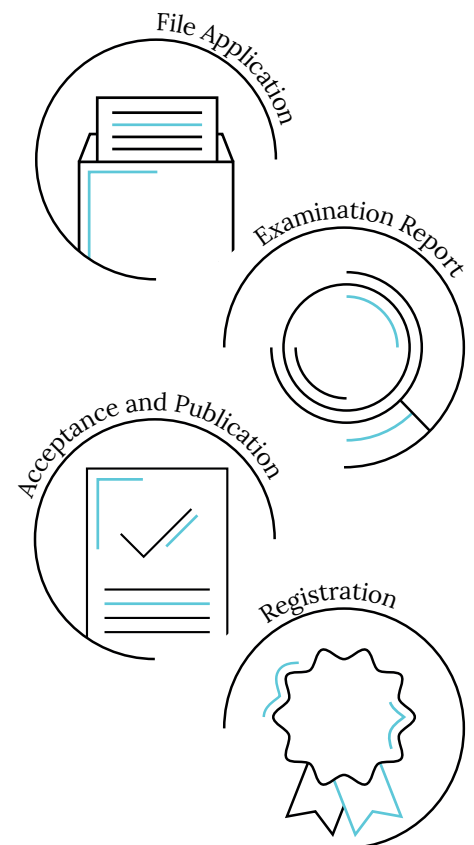 File Application
Examination Report
Acceptance and Publication
Registration